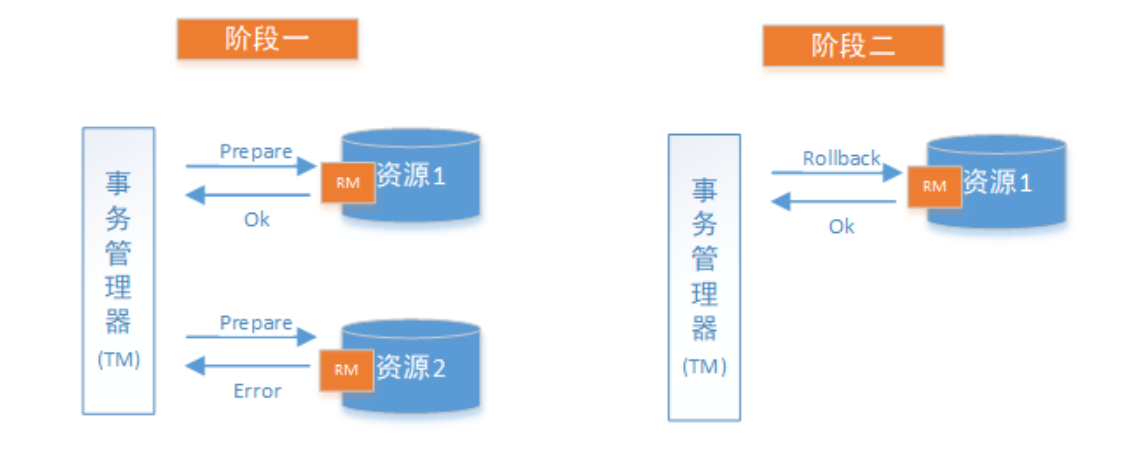 阶段一
事务管理器
(TM)
Prepare
Ok
RM
资源1
Prepare
Error
RM
资源2
阶段二
事务管理器
(TM)
Rollback
Ok
RM
资源1